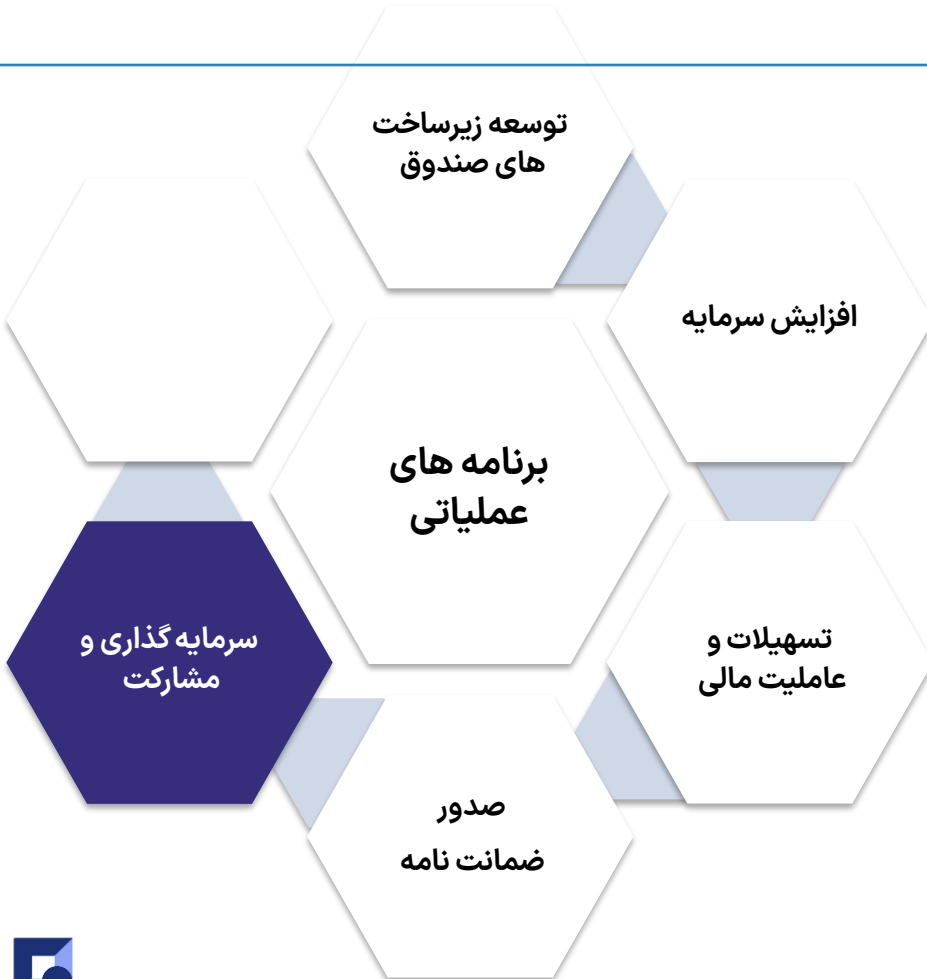 توسعه زیرساخت
های صندوق
افزایش سرمایه
برنامه های
عملیاتی
سرمایه گذاری و
مشارکت
تسهیلات و
عاملیت مالی
صدور
ضمانت نامه